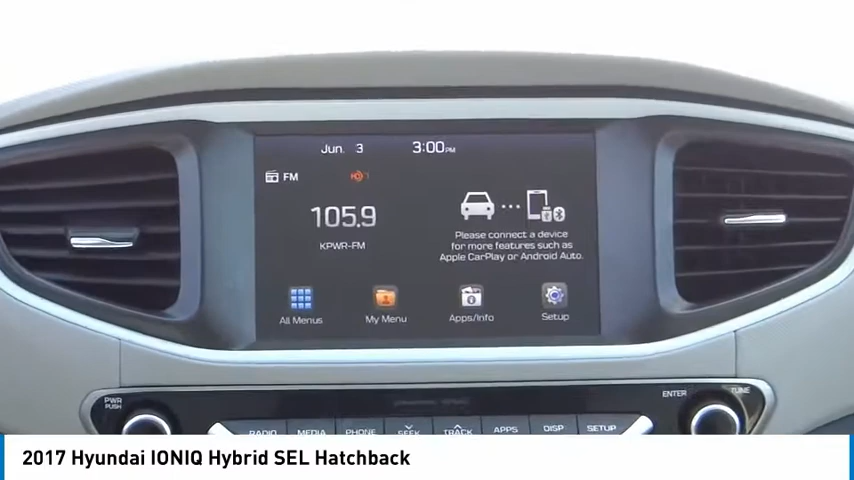 Jun. 3 3:00PM
FM
105.9
KPWR-FM
Please connect a device
for more features such as
Apple CarPlay or Android Auto.
All Menus My Menu Apps/Info Setup
PWR
PUSH
ENTER TUNE
RADIO MEDIA PHONE SEEK TRACK APPS DISP SETUP
2017 Hyundai IONIQ Hybrid SEL Hatchback